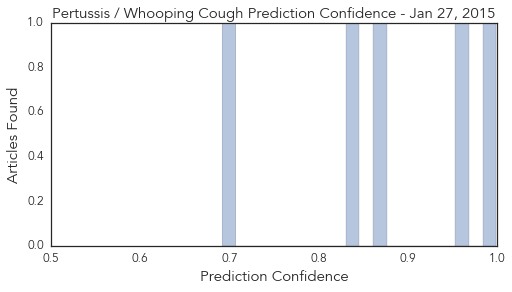 Pertussis / Whooping Cough Prediction Confidence - Jan 27, 2015
1.0
0.8
0.6
0.4
0.2
0.0
Articles Found
0.5 0.6 0.7 0.8 0.9 1.0
Prediction Confidence